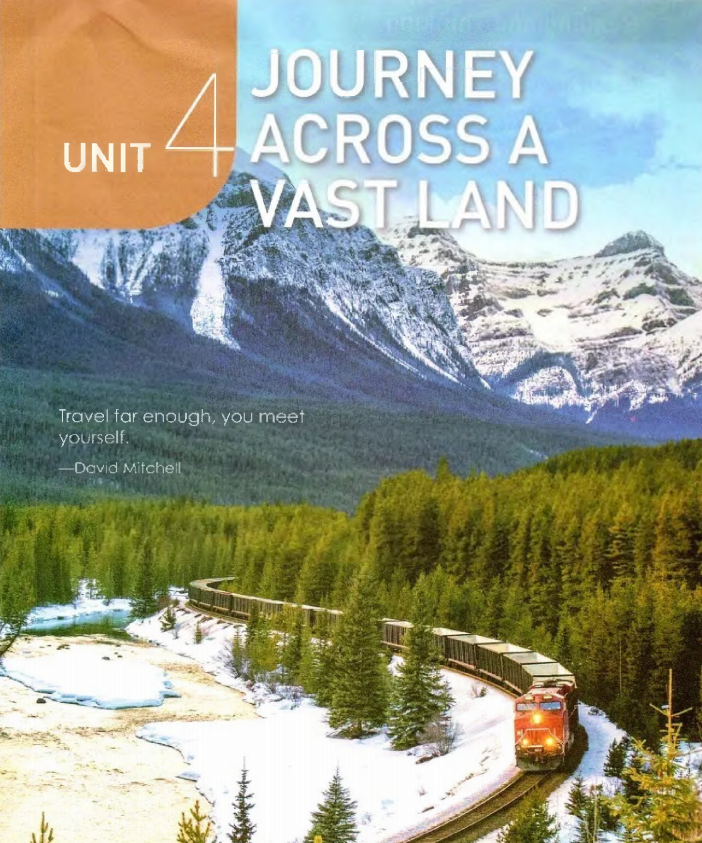 UNIT 4
JOURNEY
ACROSS A
VAST LAND
Travel far enough, you meet
yourself.
—David Mitchell